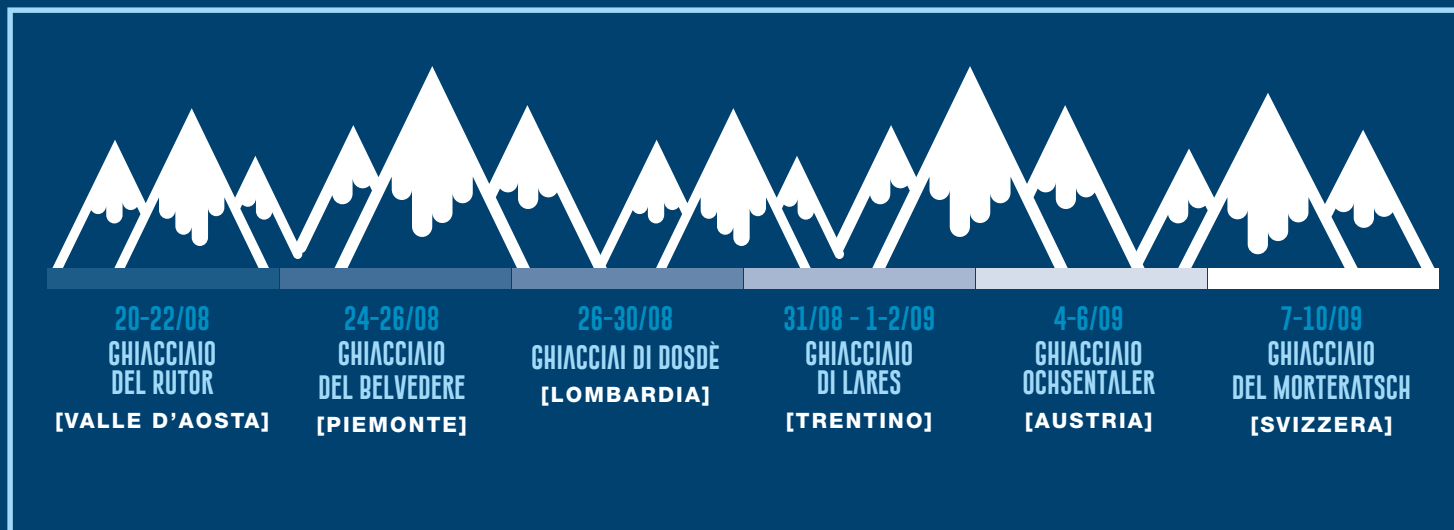 20-22/08
GHIACCIAIO
DEL RUTOR
[VALLE D'AOSTA]
24-26/08
GHIACCIAIO
DEL BELVEDERE
[PIEMONTE]
26-30/08
GHIACCIAI DI DOSDÈ
[LOMBARDIA]
31/08 - 1-2/09
GHIACCIAIO
DI LARES
[TRENTINO]
4-6/09
GHIACCIAIO
OCHSENTALER
[AUSTRIA]
7-10/09
GHIACCIAIO
DEL MORTERATSCH
[SVIZZERA]